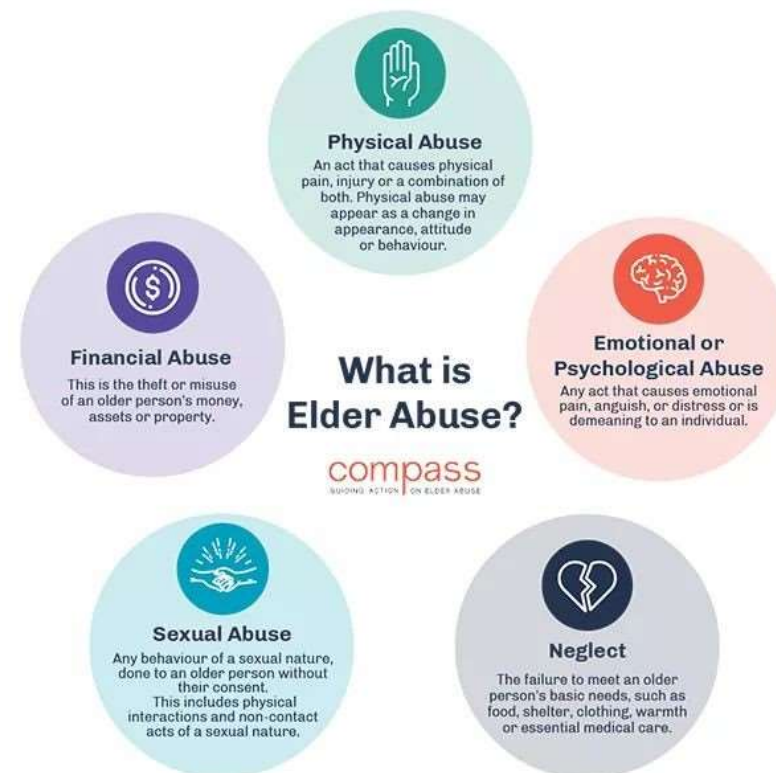 Physical Abuse
An act that causes physical
pain, injury or a combination of
both. Physical abuse may
appear as a change in
appearance, attitude
or behaviour.
Financial Abuse
This is the theft or misuse
of an older person's money,
assets or property.
What is
Elder Abuse?
compass
GUIDING ACTION ON ELDER ABUSE
Emotional or
Psychological Abuse
Any act that causes emotional
pain, anguish, or distress or is
demeaning to an individual.
Sexual Abuse
Any behaviour of a sexual nature,
done to an older person without
their consent.
This includes physical
interactions and non-contact
acts of a sexual nature.
Neglect
The failure to meet an older
person's basic needs, such as
food, shelter, clothing, warmth
or essential medical care.